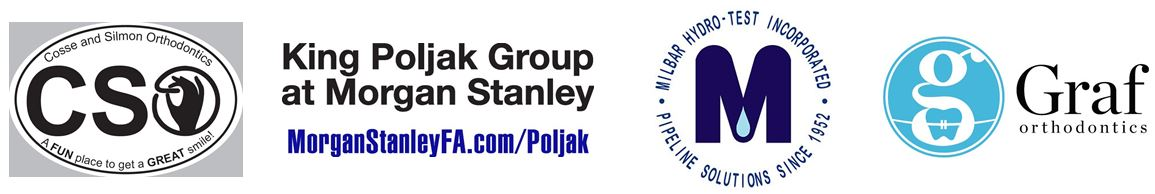 Cosse and Silmon Orthodontics
CSO
A FUN place to get a GREAT smile!
King Poljak Group
at Morgan Stanley
MorganStanleyFA.com/Poljak
MILBAR HYDRO-TEST INCORPORATED
M
• PIPELINE SOLUTIONS SINCE 1952 •
g
Graf
orthodontics